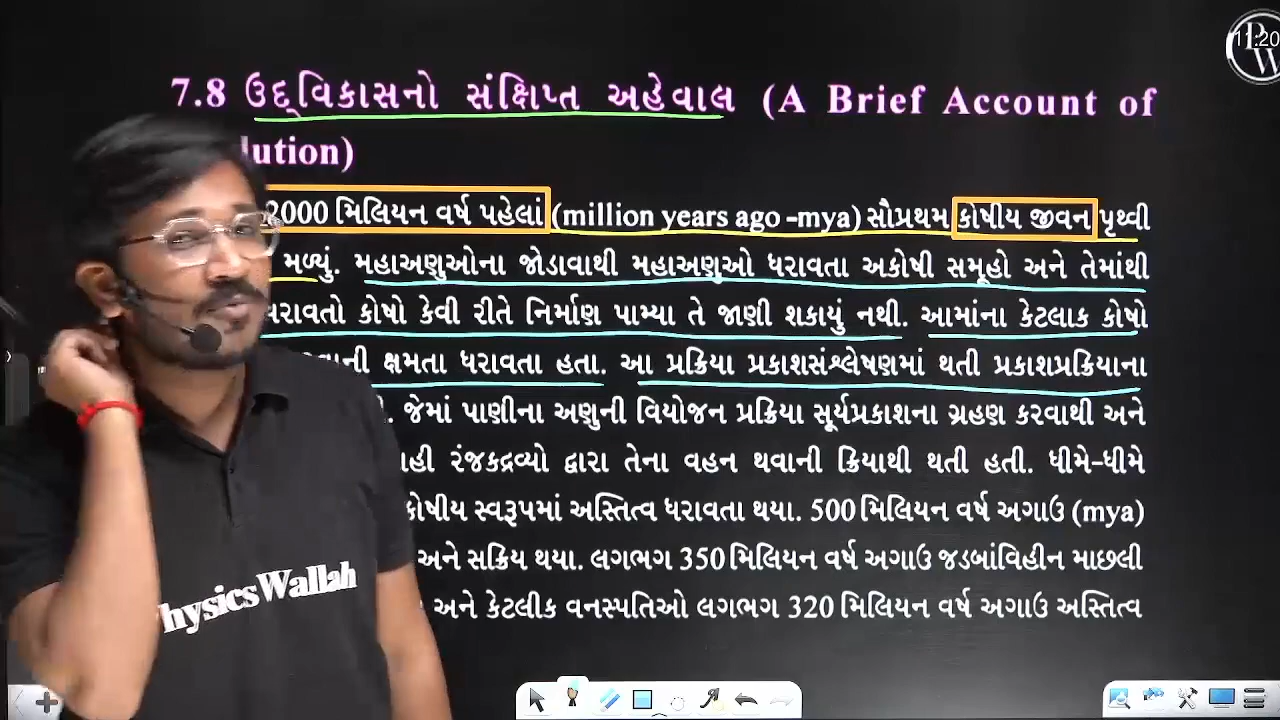 7.8 ઉદ્‌વિકાસનો સંક્ષિપ્ત અહેવાલ (A Brief Account of
lution)
2000 મિલિયન વર્ષ પહેલાં (million years ago -mya) સૌપ્રથમ કોષીય જીવન પૃથ્વી
મળ્યું. મહાઅણુઓના જોડાવાથી મહાઅણુઓ ધરાવતા અકોષી સમૂહો અને તેમાંથી
ધરાવતો કોષો કેવી રીતે નિર્માણ પામ્યા તે જાણી શકાયું નથી. આમાંના કેટલાક કોષો
ની ક્ષમતા ધરાવતા હતા. આ પ્રક્રિયા પ્રકાશસંશ્લેષણમાં થતી પ્રકાશપ્રક્રિયાના
જેમાં પાણીના અણુની વિયોજન પ્રક્રિયા સૂર્યપ્રકાશના ગ્રહણ કરવાથી અને
રંજકદ્રવ્યો દ્વારા તેના વહન થવાની ક્રિયાથી થતી હતી. ધીમે-ધીમે
કોષીય સ્વરૂપમાં અસ્તિત્વ ધરાવતા થયા. 500 મિલિયન વર્ષ અગાઉ (mya)
અને સક્રિય થયા. લગભગ 350 મિલિયન વર્ષ અગાઉ જડબાંવિહીન માછલી
અને કેટલીક વનસ્પતિઓ લગભગ 320 મિલિયન વર્ષ અગાઉ અસ્તિત્વ
hysicsWallah
PW